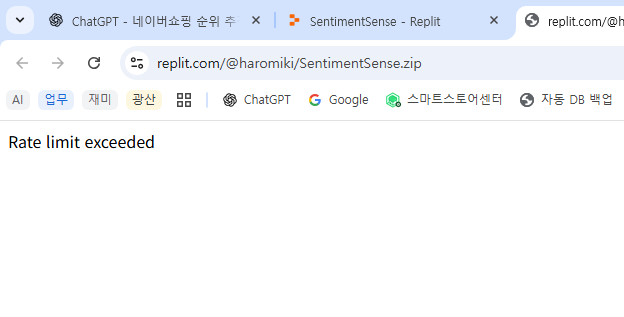 ChatGPT - 네이버쇼핑 순위 추
SentimentSense - Replit
replit.com/@h
replit.com/@haromiki/SentimentSense.zip
AI 업무 재미 광산 ChatGPT Google 스마트스토어센터 자동 DB 백업
Rate limit exceeded